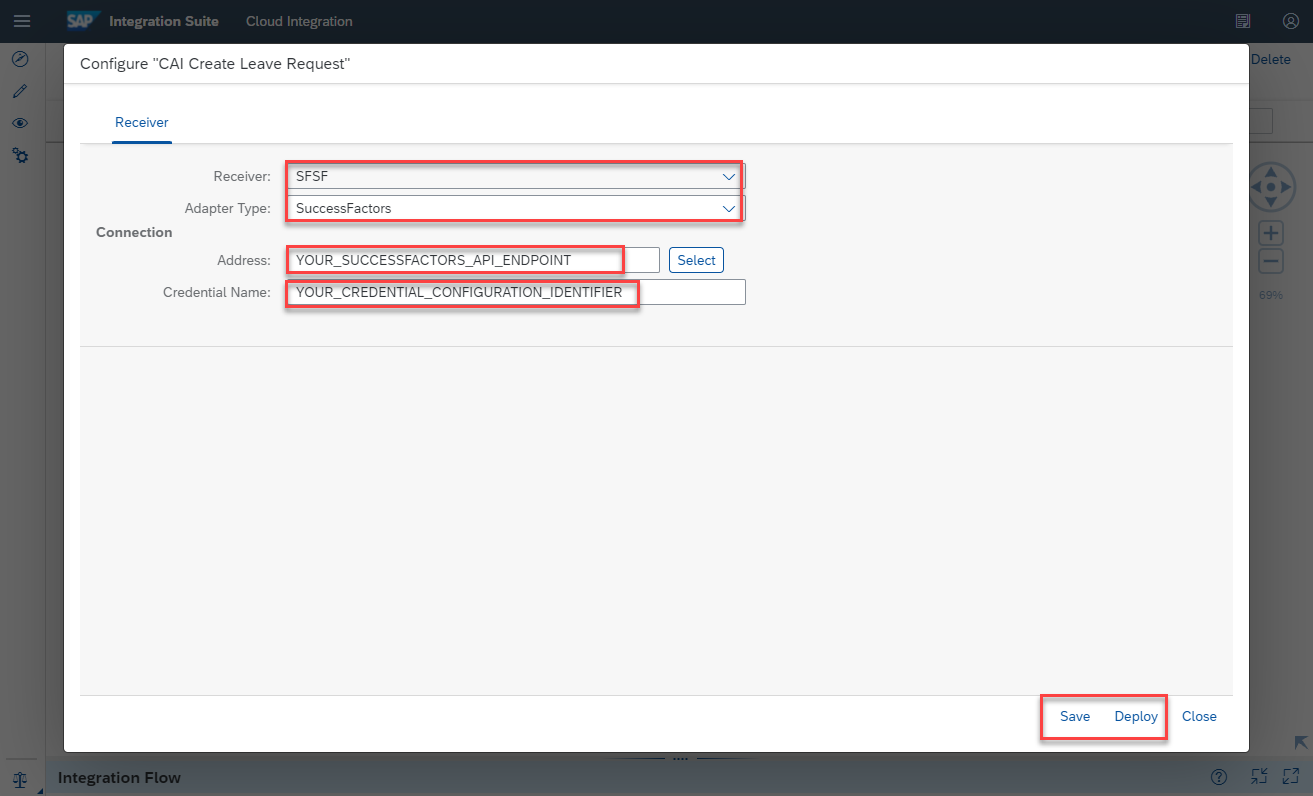 SAP Integration Suite Cloud Integration
Delete
Configure "CAI Create Leave Request"
Receiver
Receiver: SFSF
Adapter Type: SuccessFactors
Connection
Address: YOUR_SUCCESSFACTORS_API_ENDPOINT Select
Credential Name: YOUR_CREDENTIAL_CONFIGURATION_IDENTIFIER
69%
Save Deploy Close
Integration Flow